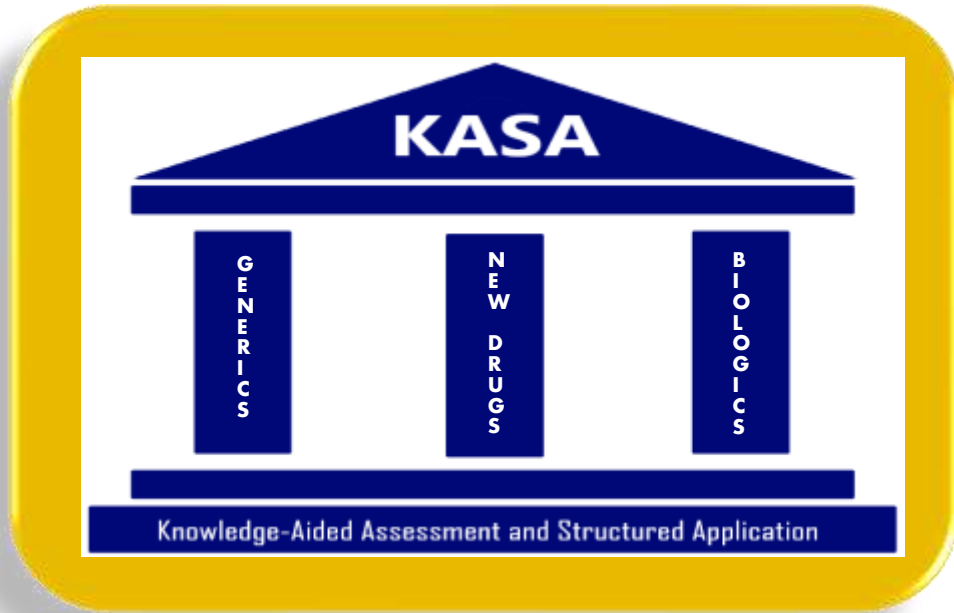 KASA
GENERICS
NEW DRUGS
BIOLOGICS
Knowledge-Aided Assessment and Structured Application